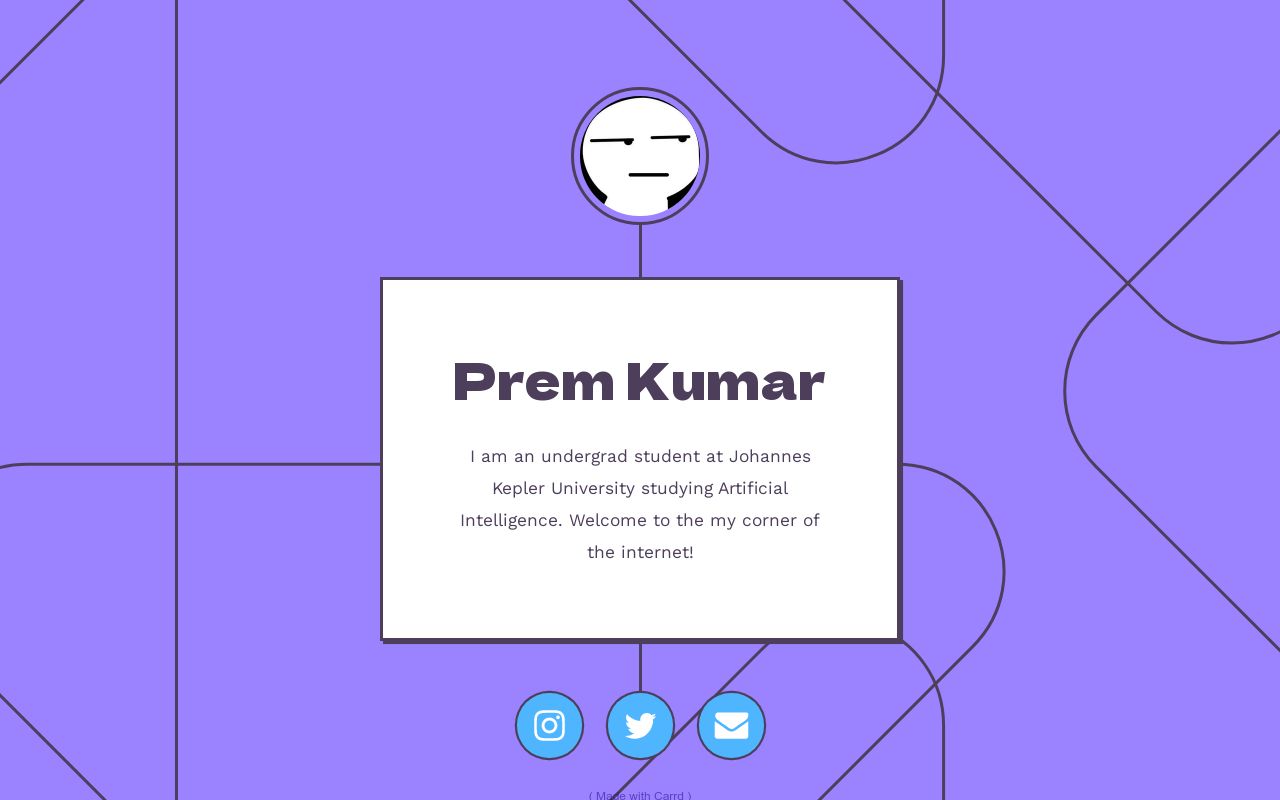 Prem Kumar
I am an undergrad student at Johannes
Kepler University studying Artificial
Intelligence. Welcome to the my corner of
the internet!
( Made with Carrd )